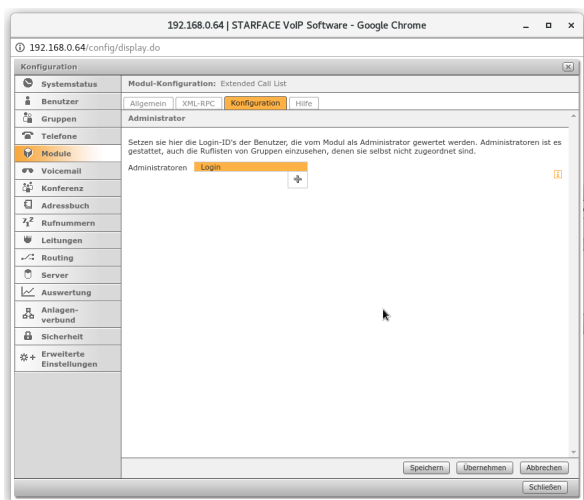 192.168.0.64 | STARFACE VoIP Software - Google Chrome
192.168.0.64/config/display.do
Konfiguration
Systemstatus
Benutzer
Gruppen
Telefone
Module
Voicemail
Konferenz
Adressbuch
Rufnummern
Leitungen
Routing
Server
Auswertung
Anlagen-
verbund
Sicherheit
Erweiterte
Einstellungen
Modul-Konfiguration: Extended Call List
Allgemein XML-RPC Konfiguration Hilfe
Administrator
Setzen sie hier die Login-ID's der Benutzer, die vom Modul als Administrator gewertet werden. Administratoren ist es
gestattet, auch die Ruflisten von Gruppen einzusehen, denen sie selbst nicht zugeordnet sind.
Administratoren Login
Speichern Übernehmen Abbrechen
Schließen